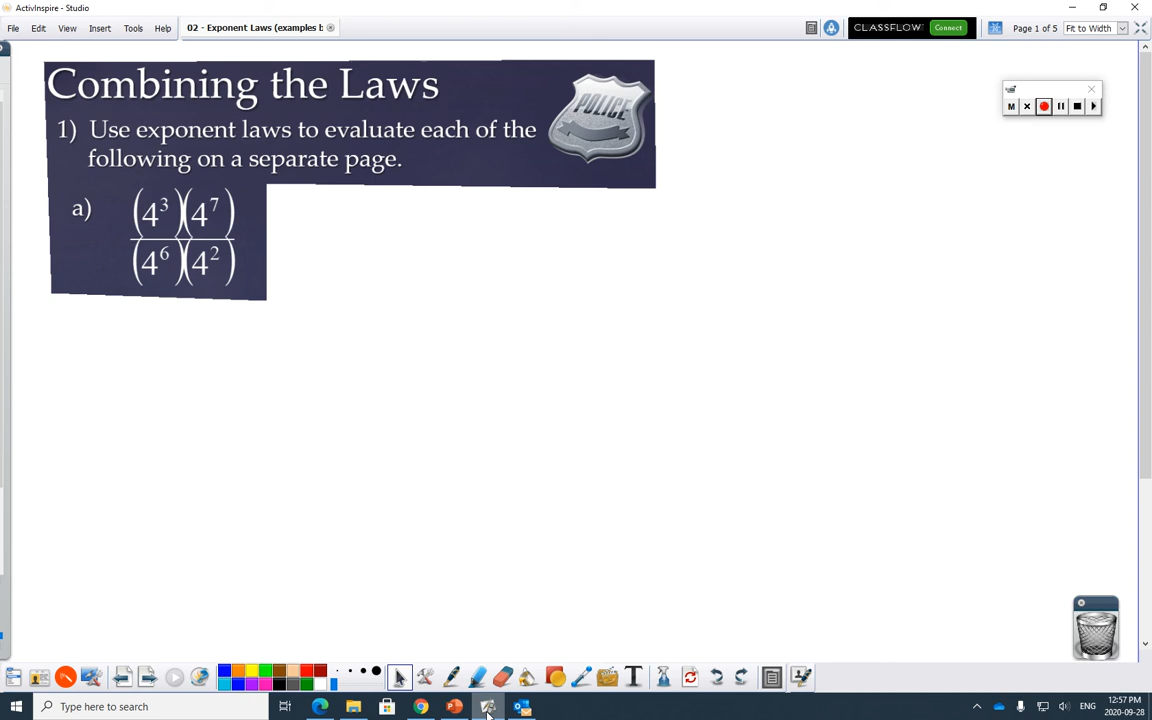 ActivInspire - Studio
File Edit View Insert Tools Help 02 - Exponent Laws (examples b CLASSFLOW Connect Page 1 of 5 Fit to Width
Combining the Laws
POLICE
1) Use exponent laws to evaluate each of the
following on a separate page.
M
a) (4³)(4⁷)
(4⁶)(4²)
T
Type here to search
ENG
12:57 PM
2020-09-28